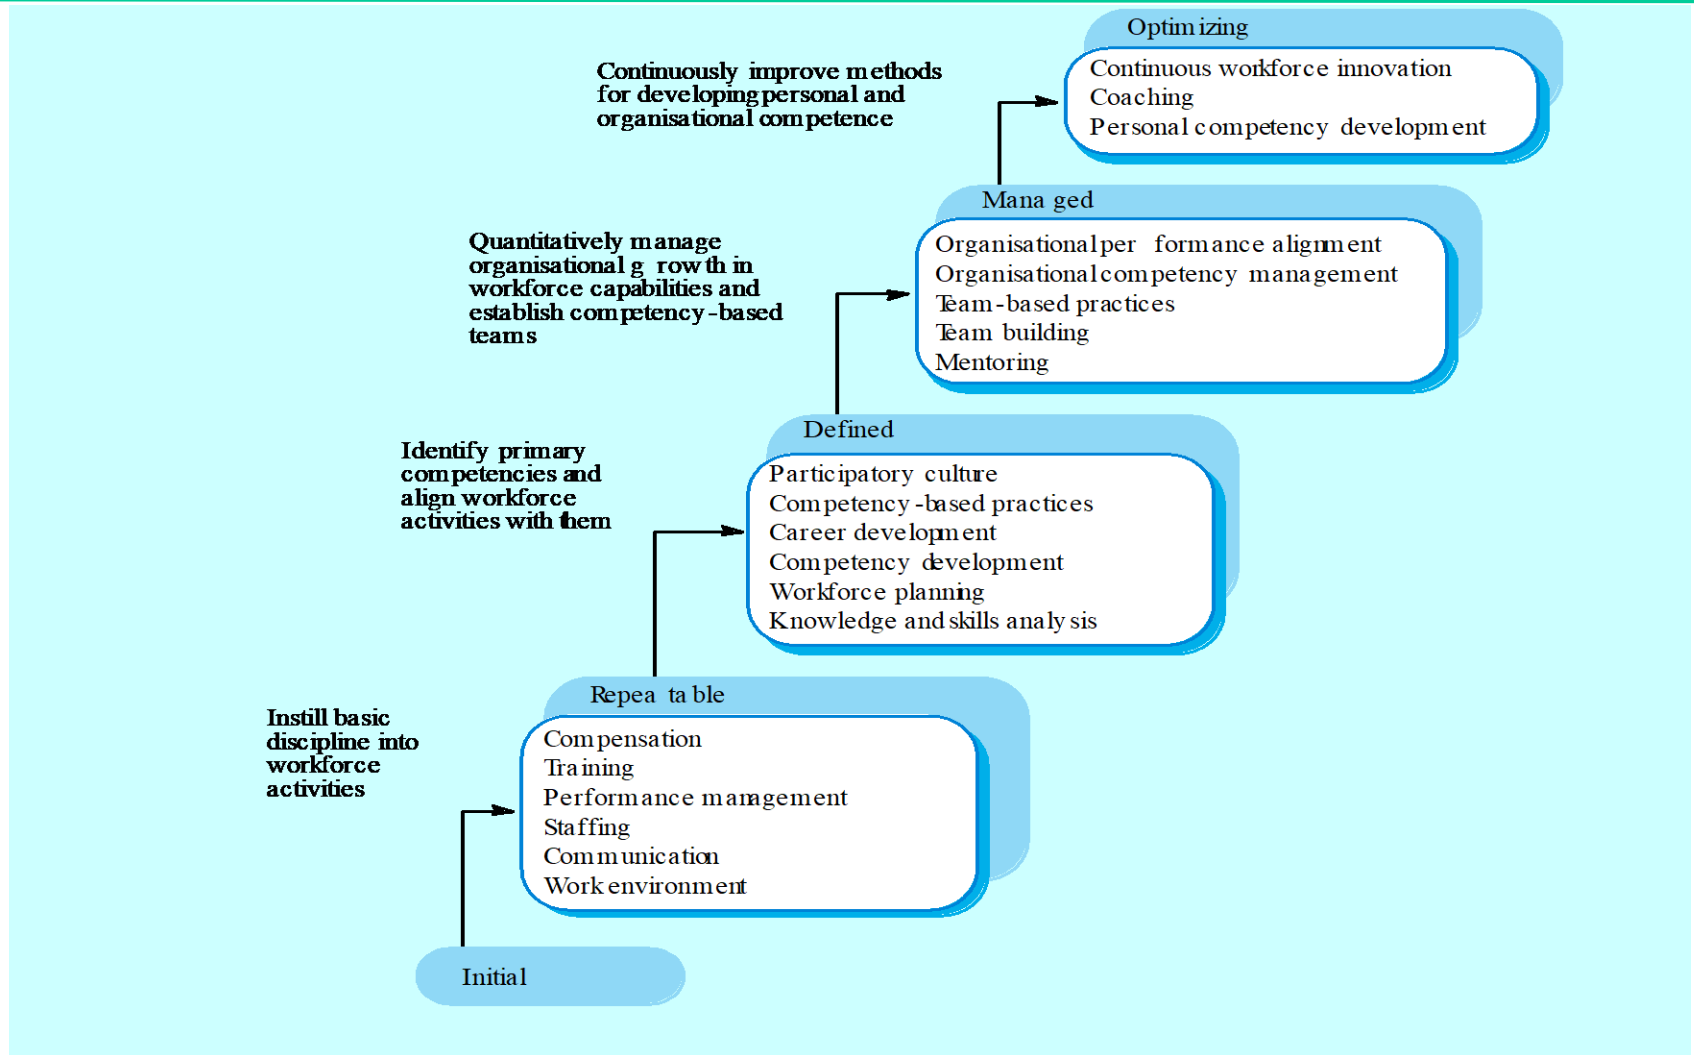 Optimizing
Continuously improve methods
for developing personal and
organisational competence
Continuous workforce innovation
Coaching
Personal competency development
Managed
Quantitatively manage
organisational growth in
workforce capabilities and
establish competency-based
teams
Organisational performance alignment
Organisational competency management
Team-based practices
Team building
Mentoring
Defined
Identify primary
competencies and
align workforce
activities with them
Participatory culture
Competency-based practices
Career development
Competency development
Workforce planning
Knowledge and skills analysis
Repeatable
Instill basic
discipline into
workforce
activities
Compensation
Training
Performance management
Staffing
Communication
Work environment
Initial